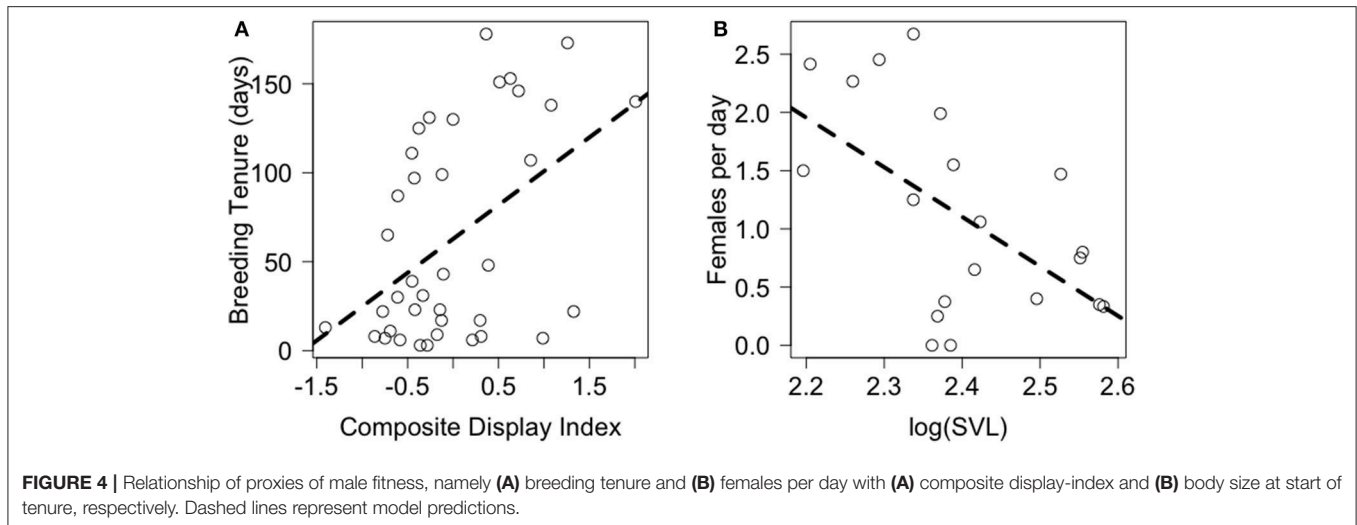 A
Breeding Tenure (days)
150
100
50
0
-1.5
-0.5
0.5
1.5
Composite Display Index
B
Females per day
2.5
2.0
1.5
1.0
0.5
0.0
2.2
2.3
2.4
2.5
2.6
log(SVL)
FIGURE 4 | Relationship of proxies of male fitness, namely (A) breeding tenure and (B) females per day with (A) composite display-index and (B) body size at start of
tenure, respectively. Dashed lines represent model predictions.